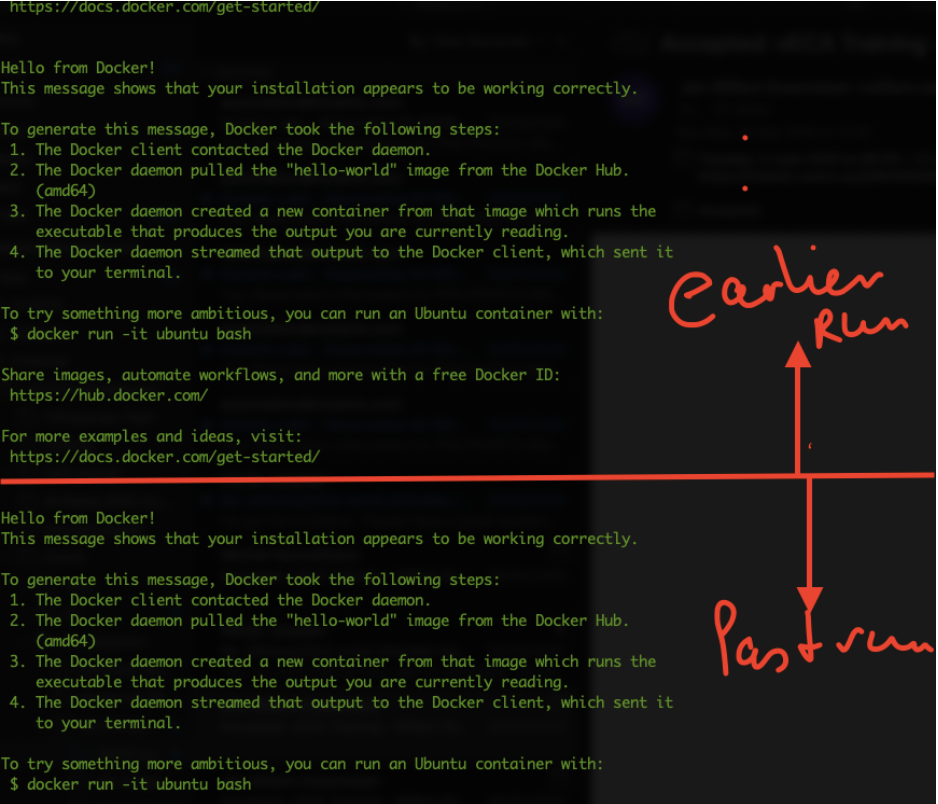 https://docs.docker.com/get-started/
Hello from Docker!
This message shows that your installation appears to be working correctly.
To generate this message, Docker took the following steps:
1. The Docker client contacted the Docker daemon.
2. The Docker daemon pulled the "hello-world" image from the Docker Hub.
(amd64)
3. The Docker daemon created a new container from that image which runs the
executable that produces the output you are currently reading.
4. The Docker daemon streamed that output to the Docker client, which sent it
to your terminal.
To try something more ambitious, you can run an Ubuntu container with:
$ docker run -it ubuntu bash
Share images, automate workflows, and more with a free Docker ID:
https://hub.docker.com/
For more examples and ideas, visit:
https://docs.docker.com/get-started/
Earlier
Run
Hello from Docker!
This message shows that your installation appears to be working correctly.
To generate this message, Docker took the following steps:
1. The Docker client contacted the Docker daemon.
2. The Docker daemon pulled the "hello-world" image from the Docker Hub.
(amd64)
3. The Docker daemon created a new container from that image which runs the
executable that produces the output you are currently reading.
4. The Docker daemon streamed that output to the Docker client, which sent it
to your terminal.
To try something more ambitious, you can run an Ubuntu container with:
$ docker run -it ubuntu bash
Past run